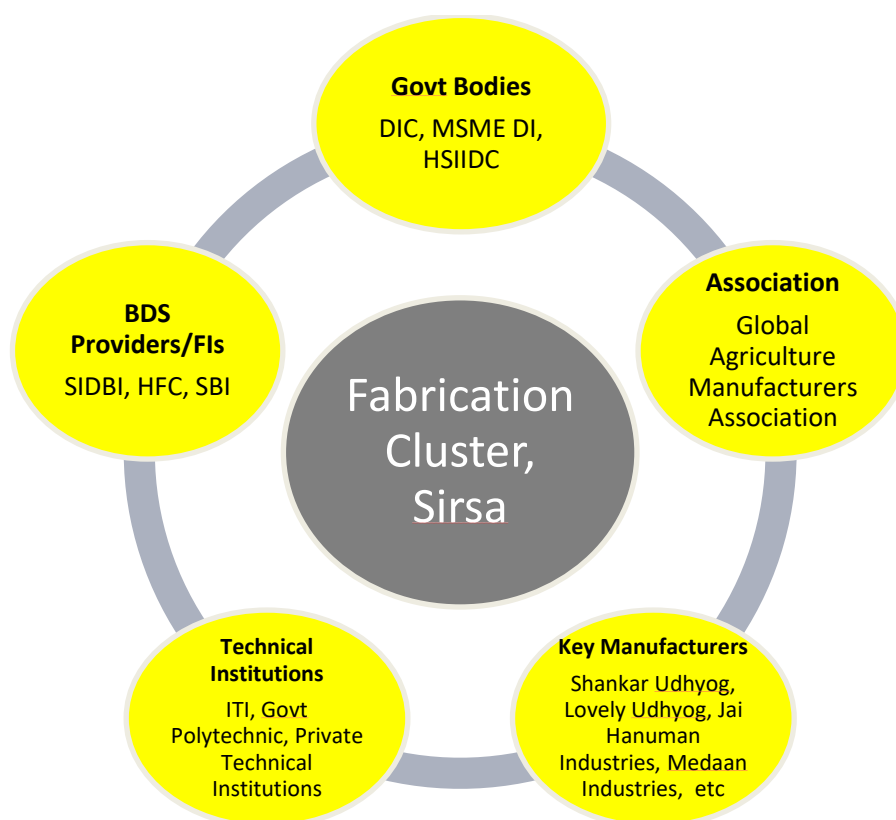 Govt Bodies
DIC, MSME DI,
HSIIDC
Association
Global
Agriculture
Manufacturers
Association
Key Manufacturers
Shankar Udhyog,
Lovely Udhyog, Jai
Hanuman
Industries, Medaan
Industries, etc
Technical
Institutions
ITI, Govt
Polytechnic, Private
Technical
Institutions
BDS
Providers/FIs
SIDBI, HFC, SBI
Fabrication
Cluster,
Sirsa